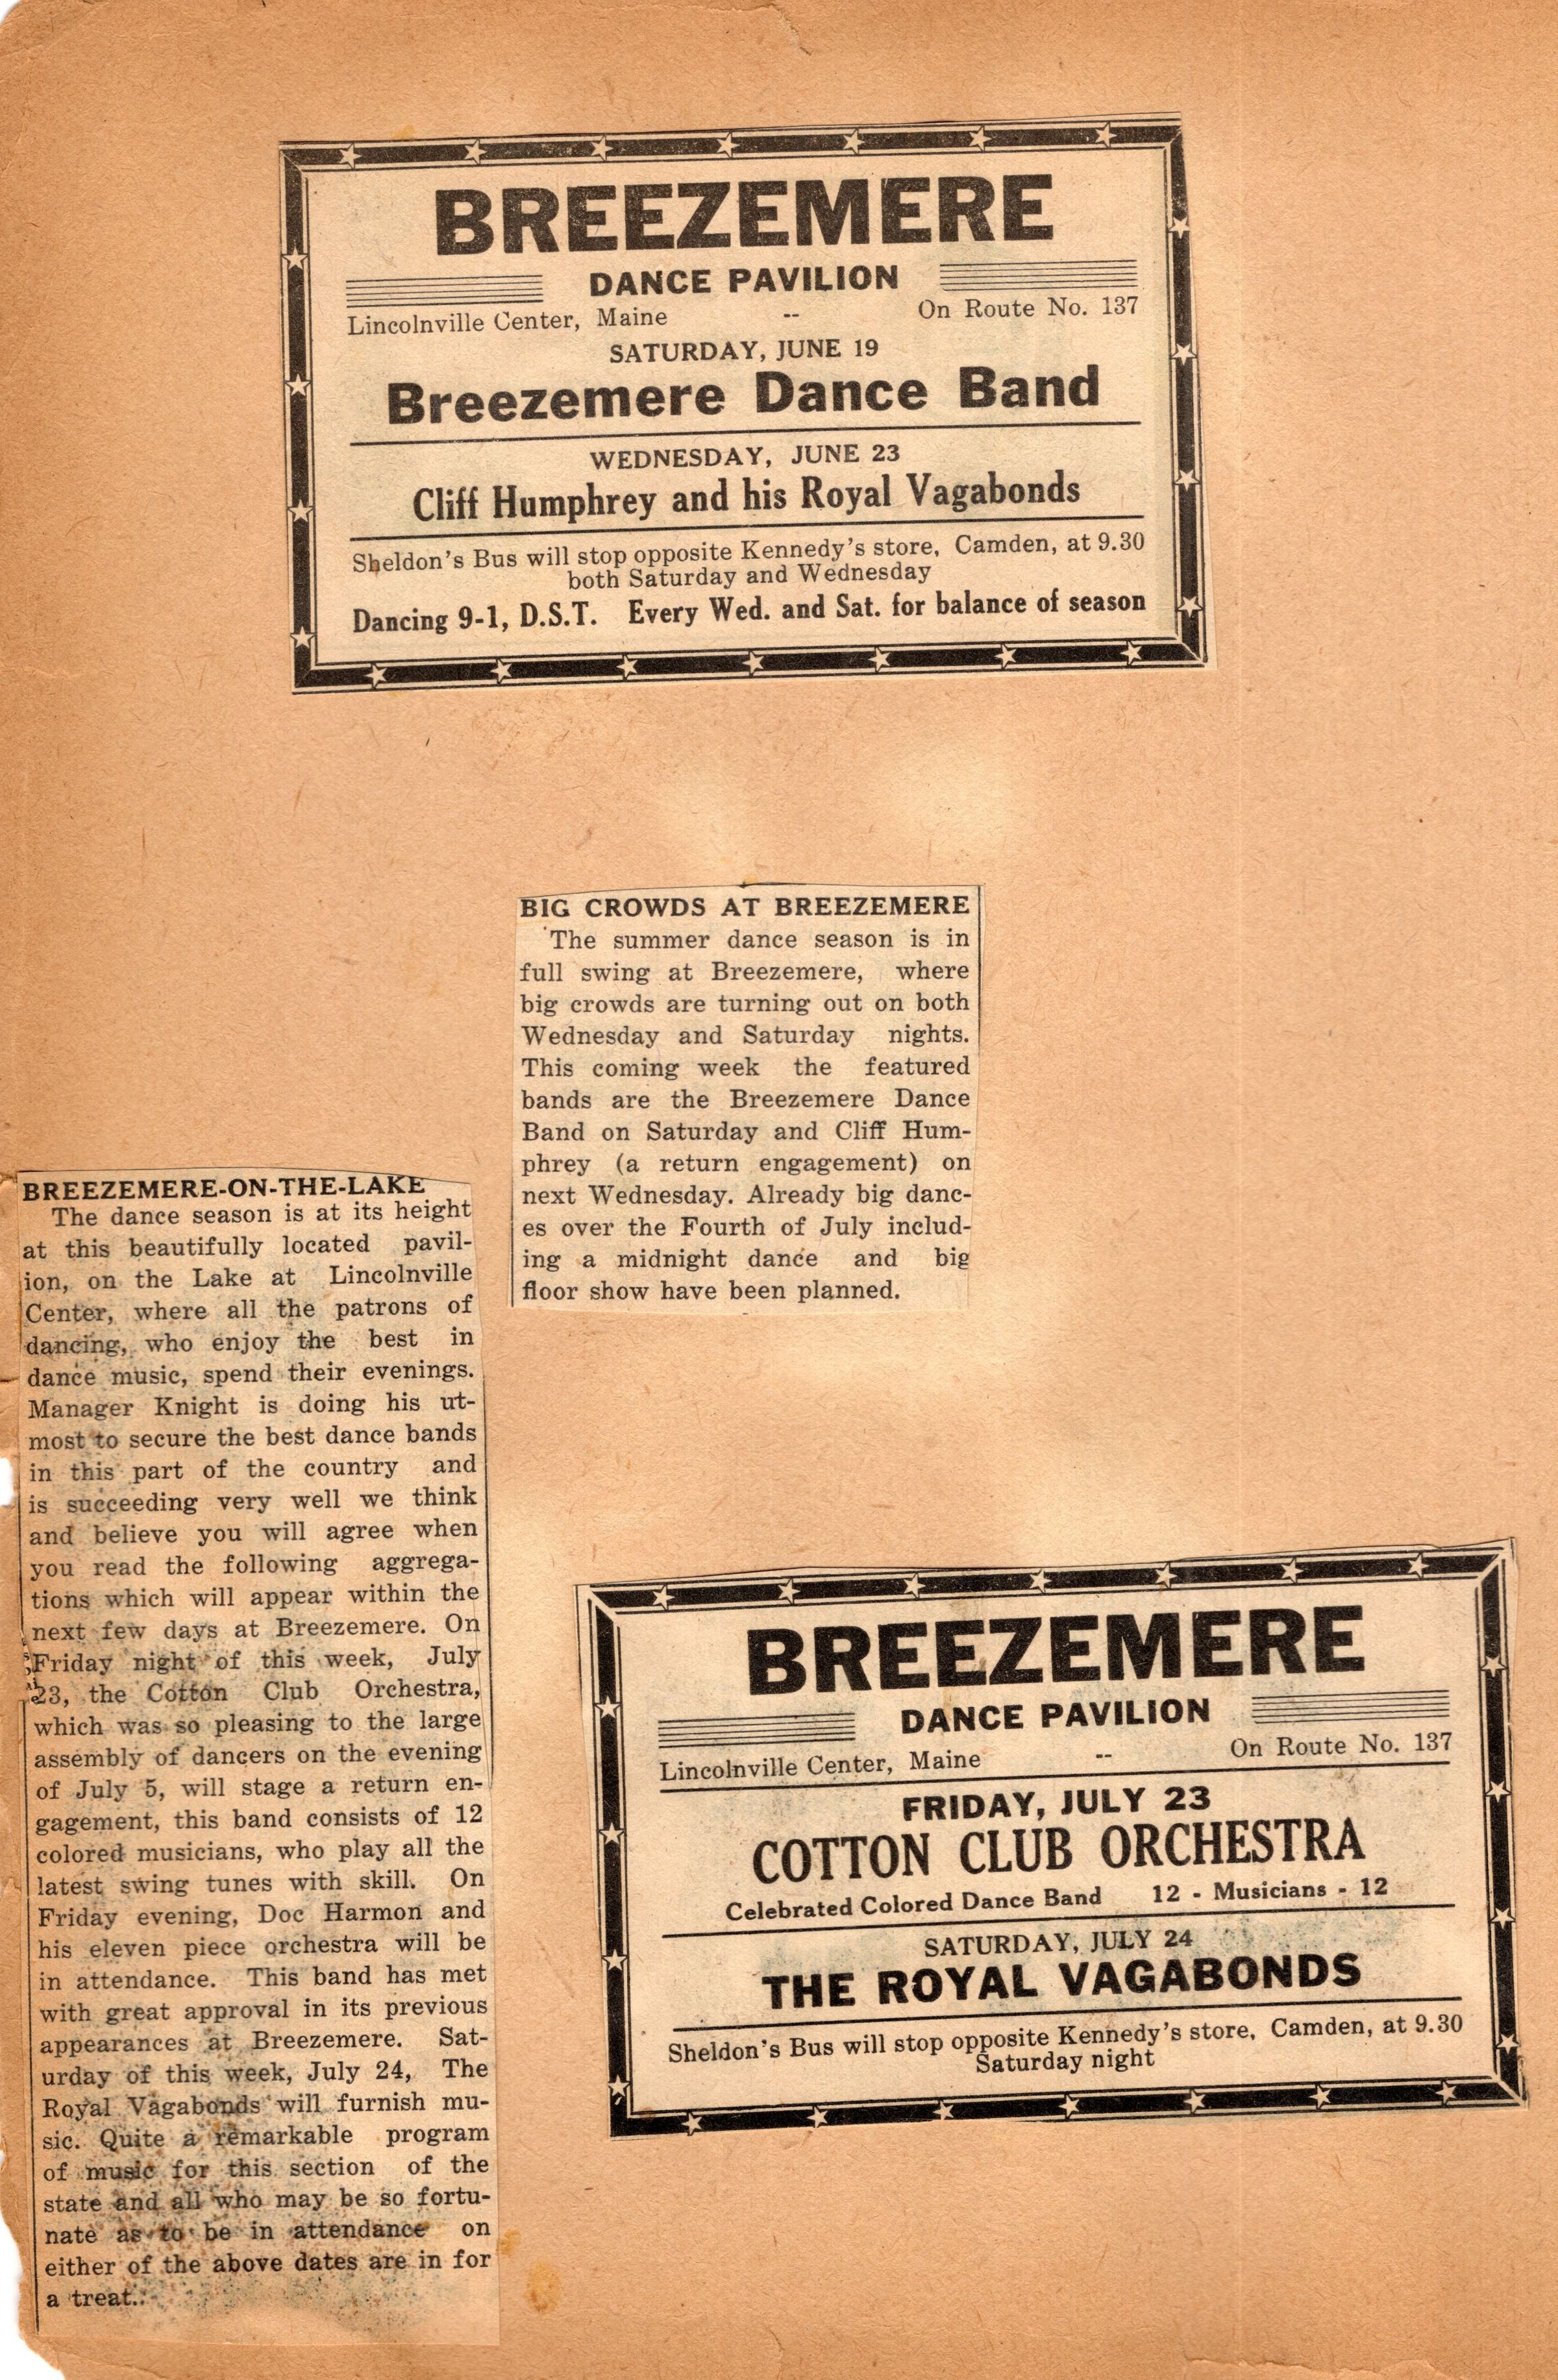 BREEZEMERE
DANCE PAVILION
Lincolnville Center, Maine -- On Route No. 137
SATURDAY, JUNE 19
Breezemere Dance Band
WEDNESDAY, JUNE 23
Cliff Humphrey and his Royal Vagabonds
Sheldon's Bus will stop opposite Kennedy's store, Camden, at 9.30
both Saturday and Wednesday
Dancing 9-1, D.S.T. Every Wed. and Sat. for balance of season
BIG CROWDS AT BREEZEMERE
The summer dance season is in
full swing at Breezemere, where
big crowds are turning out on both
Wednesday and Saturday nights.
This coming week the featured
bands are the Breezemere Dance
Band on Saturday and Cliff Hum-
phrey (a return engagement) on
next Wednesday. Already big danc-
es over the Fourth of July includ-
ing a midnight dance and big
floor show have been planned.
BREEZEMERE-ON-THE-LAKE
The dance season is at its height
at this beautifully located pavil-
ion, on the Lake at Lincolnville
Center, where all the patrons of
dancing, who enjoy the best in
dance music, spend their evenings.
Manager Knight is doing his ut-
most to secure the best dance bands
in this part of the country and
is succeeding very well we think
and believe you will agree when
you read the following aggrega-
tions which will appear within the
next few days at Breezemere. On
Friday night of this week, July
23, the Cotton Club Orchestra,
which was so pleasing to the large
assembly of dancers on the evening
of July 5, will stage a return en-
gagement, this band consists of 12
colored musicians, who play all the
latest swing tunes with skill. On
Friday evening, Doc Harmon and
his eleven piece orchestra will be
in attendance. This band has met
with great approval in its previous
appearances at Breezemere. Sat-
urday of this week, July 24, The
Royal Vagabonds will furnish mu-
sic. Quite a remarkable program
of music for this section of the
state and all who may be so fortu-
nate as to be in attendance on
either of the above dates are in for
a treat.
BREEZEMERE
DANCE PAVILION
Lincolnville Center, Maine -- On Route No. 137
FRIDAY, JULY 23
COTTON CLUB ORCHESTRA
Celebrated Colored Dance Band 12 - Musicians - 12
SATURDAY, JULY 24
THE ROYAL VAGABONDS
Sheldon's Bus will stop opposite Kennedy's store, Camden, at 9.30
Saturday night